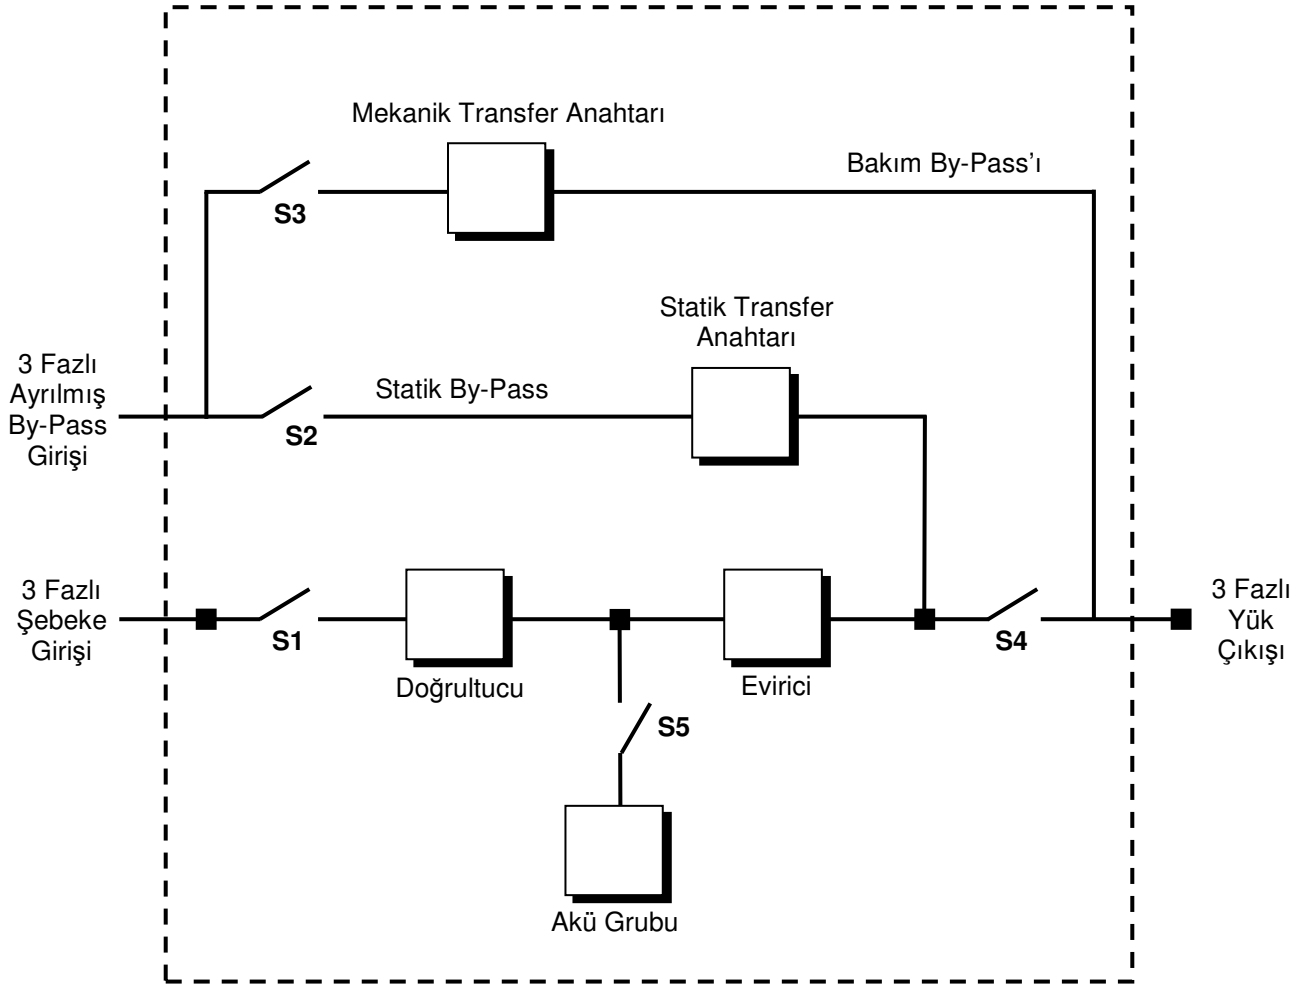 Mekanik Transfer Anahtarı
Bakım By-Pass’ı
S3
Statik Transfer
Anahtarı
3 Fazlı
Ayrılmış
By-Pass
Girişi
Statik By-Pass
S2
3 Fazlı
Şebeke
Girişi
S1
Doğrultucu
Evirici
S4
3 Fazlı
Yük
Çıkışı
S5
Akü Grubu